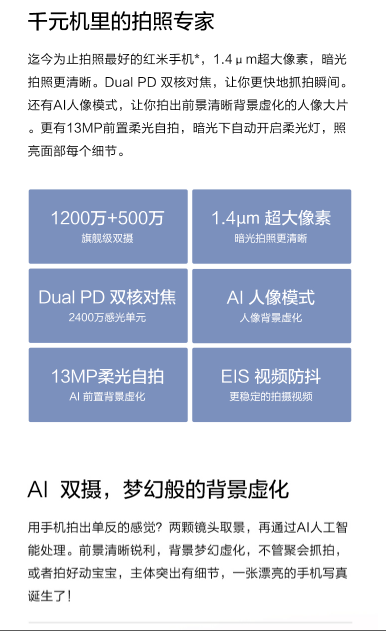 千元机里的拍照专家
迄今为止拍照最好的红米手机*，1.4μm超大像素，暗光
拍照更清晰。Dual PD 双核对焦，让你更快地抓拍瞬间。
还有AI人像模式，让你拍出前景清晰背景虚化的人像大片
。更有13MP前置柔光自拍，暗光下自动开启柔光灯，照
亮面部每个细节。
1200万+500万
旗舰级双摄
1.4μm 超大像素
暗光拍照更清晰
Dual PD 双核对焦
2400万感光单元
AI 人像模式
人像背景虚化
13MP柔光自拍
AI 前置背景虚化
EIS 视频防抖
更稳定的拍摄视频
AI 双摄，梦幻般的背景虚化
用手机拍出单反的感觉？两颗镜头取景，再通过AI人工智
能处理。前景清晰锐利，背景梦幻虚化，不管聚会抓拍，
或者拍好动宝宝，主体突出有细节，一张漂亮的手机写真
诞生了！